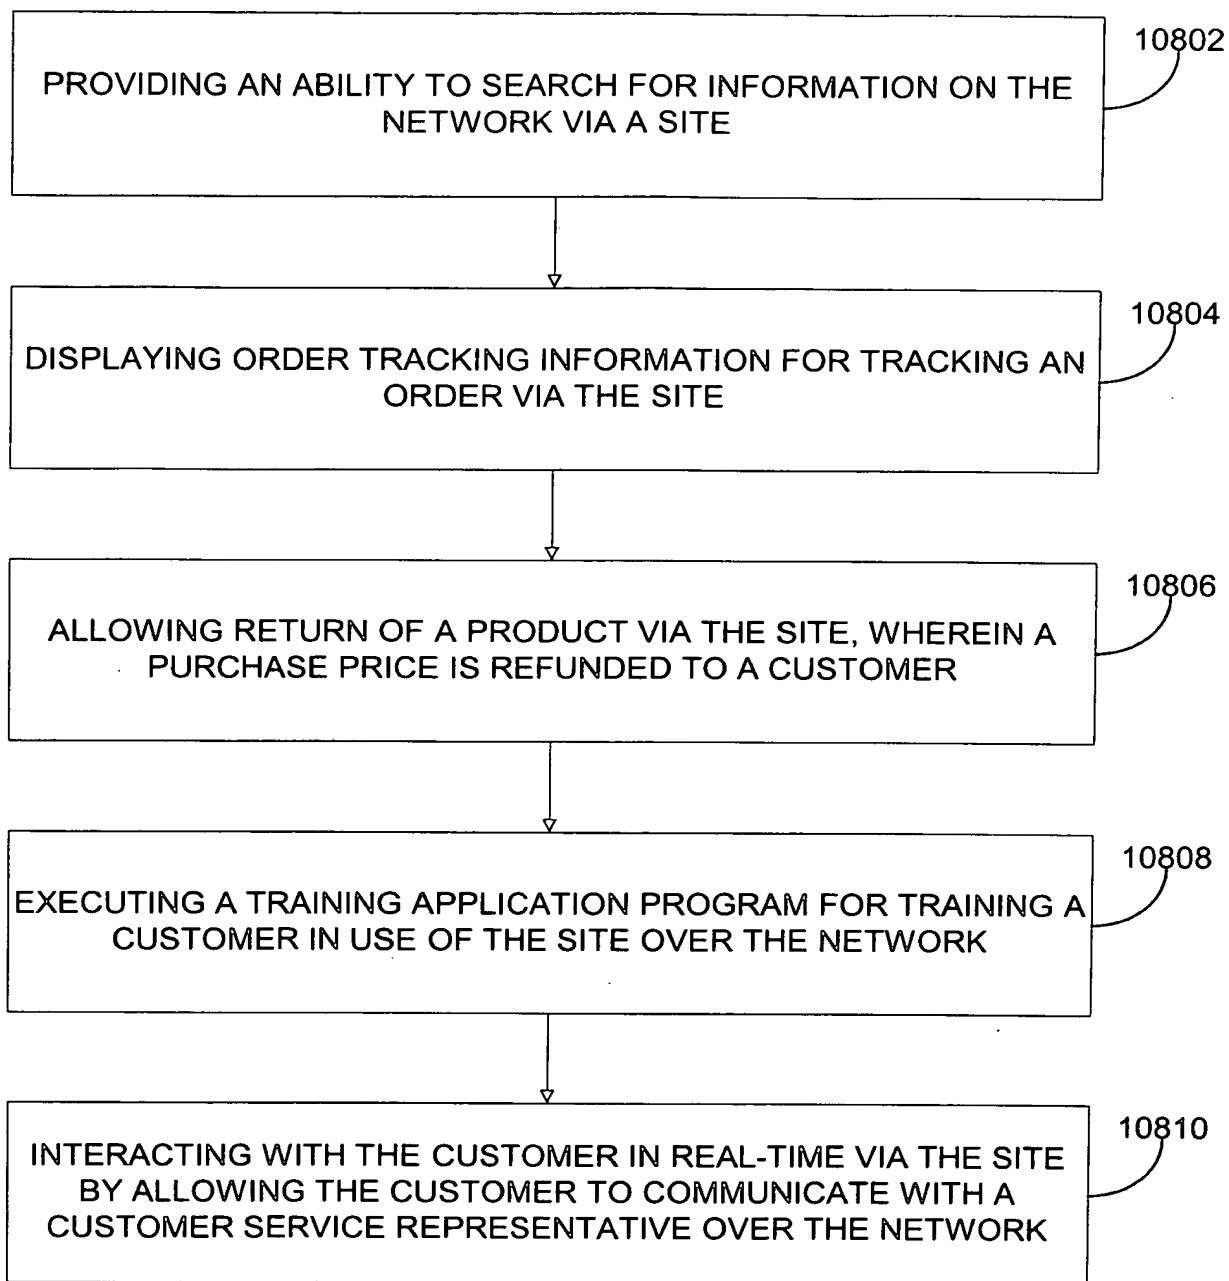 10802
PROVIDING AN ABILITY TO SEARCH FOR INFORMATION ON THE
NETWORK VIA A SITE
10804
DISPLAYING ORDER TRACKING INFORMATION FOR TRACKING AN
ORDER VIA THE SITE
10806
ALLOWING RETURN OF A PRODUCT VIA THE SITE, WHEREIN A
PURCHASE PRICE IS REFUNDED TO A CUSTOMER
10808
EXECUTING A TRAINING APPLICATION PROGRAM FOR TRAINING A
CUSTOMER IN USE OF THE SITE OVER THE NETWORK
10810
INTERACTING WITH THE CUSTOMER IN REAL-TIME VIA THE SITE
BY ALLOWING THE CUSTOMER TO COMMUNICATE WITH A
CUSTOMER SERVICE REPRESENTATIVE OVER THE NETWORK